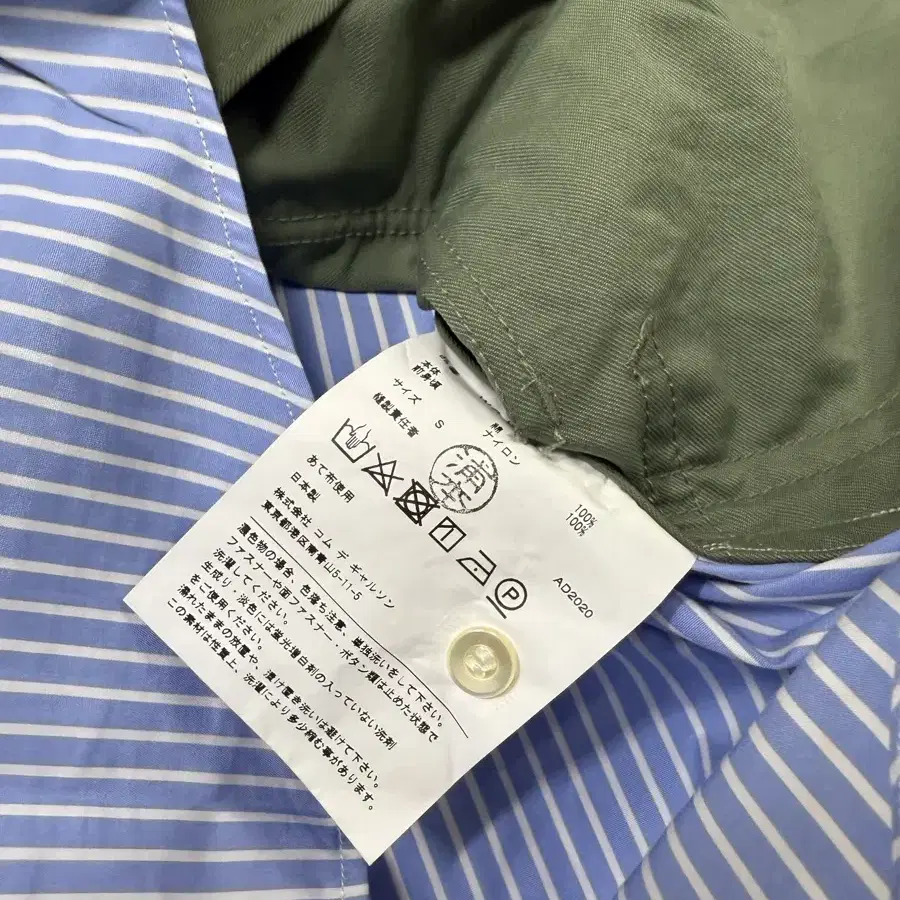 本体 綿 100%
前身頃 ナイロン 100%
サイズ S AD2020
縫製責任者
P
あて布使用
日本製
株式会社 コム デ ギャルソン
東京都港区南青山5-11-5
濃色物の場合、色落ち注意、単独洗いをして下さい。
ファスナーや面ファスナー、ボタン類は止めた状態で
洗濯してください。
生成り、淡色には蛍光増白剤の入っていない洗剤
をご使用ください。
濡れたままの放置や、漬け置き洗いは避けて下さい。
この素材は性質上、洗濯により多少縮む事があります。